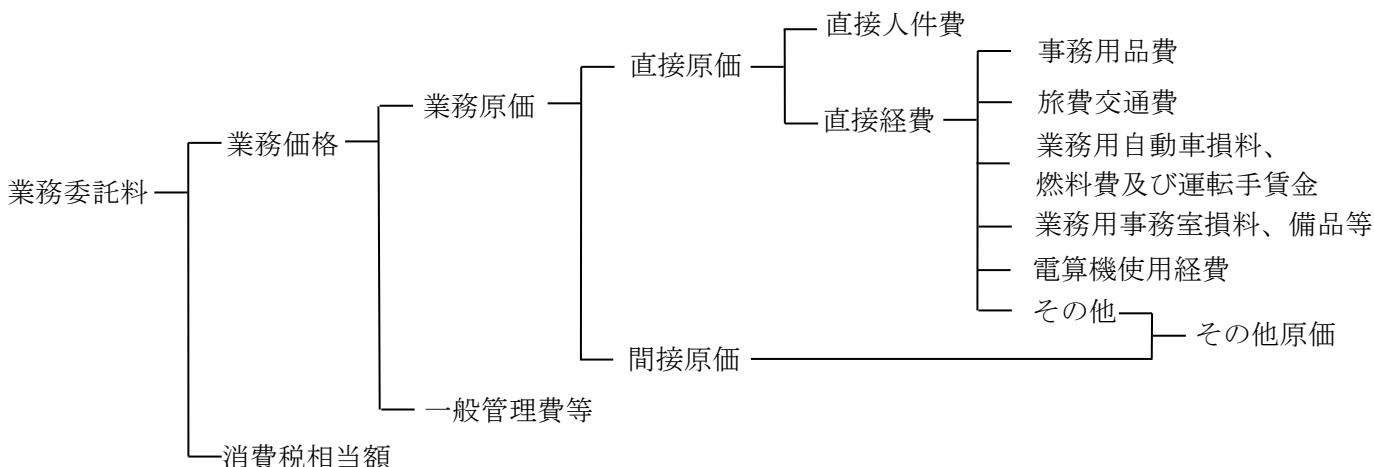 直接人件費
事務用品費
直接原価
旅費交通費
業務原価
直接経費
業務価格
業務用自動車損料、
燃料費及び運転手賃金
業務委託料
業務用事務室損料、備品等
電算機使用経費
その他
その他原価
間接原価
一般管理費等
消費税相当額